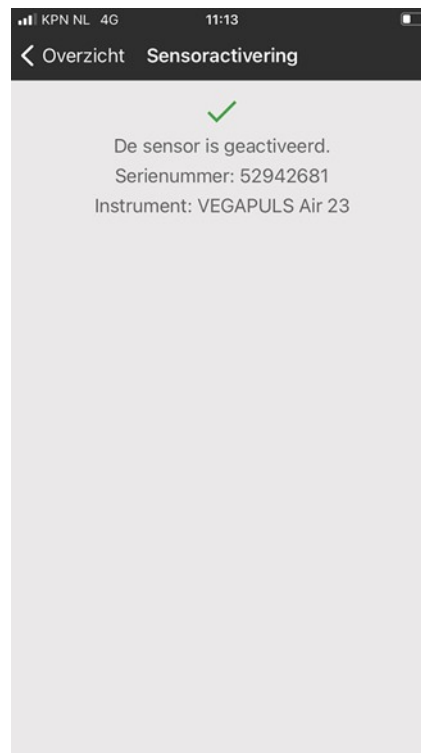 KPN NL 4G 11:13
Overzicht Sensoractivering
De sensor is geactiveerd.
Serienummer: 52942681
Instrument: VEGAPULS Air 23